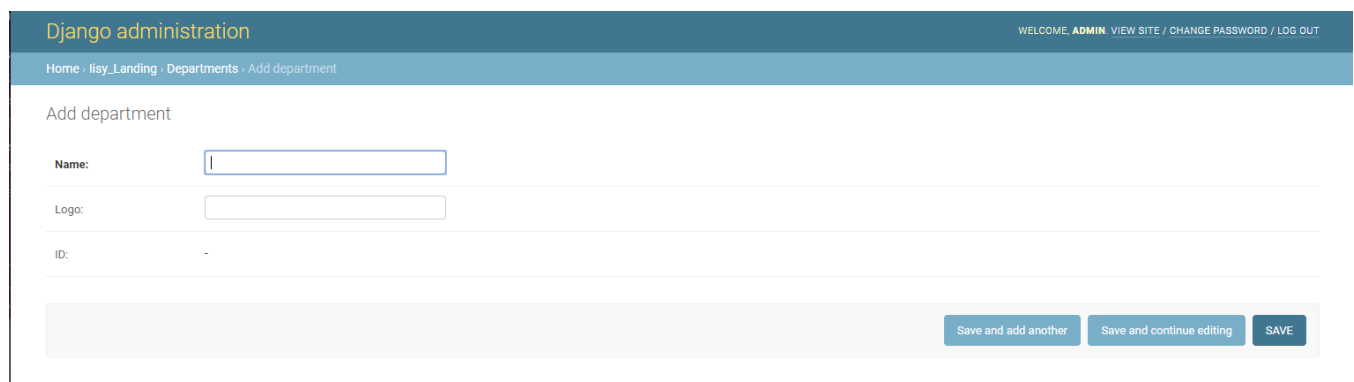 Django administration
WELCOME, ADMIN. VIEW SITE / CHANGE PASSWORD / LOG OUT
Home › Iisy_Landing › Departments › Add department
Add department
Name:
Logo:
ID: -
Save and add another Save and continue editing SAVE